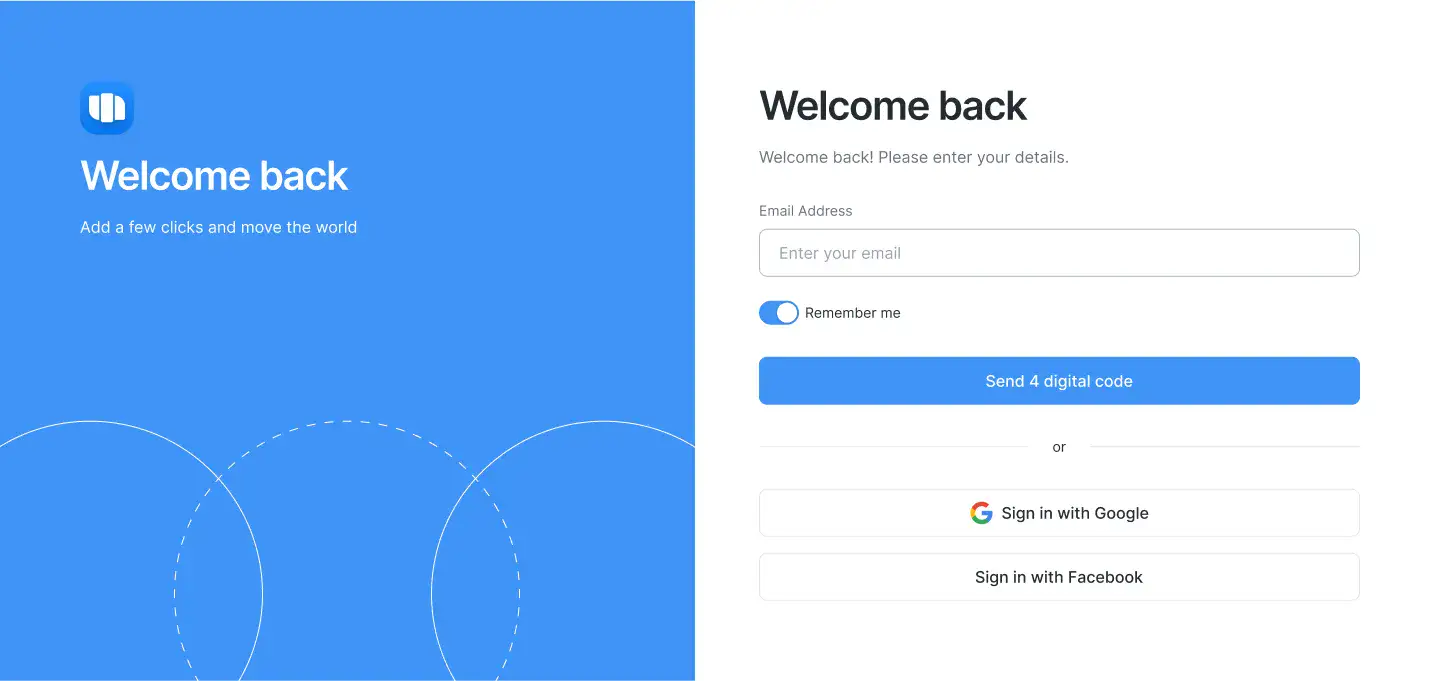 Welcome back
Add a few clicks and move the world
Welcome back
Welcome back! Please enter your details.
Email Address
Enter your email
Remember me
Send 4 digital code
or
Sign in with Google
Sign in with Facebook